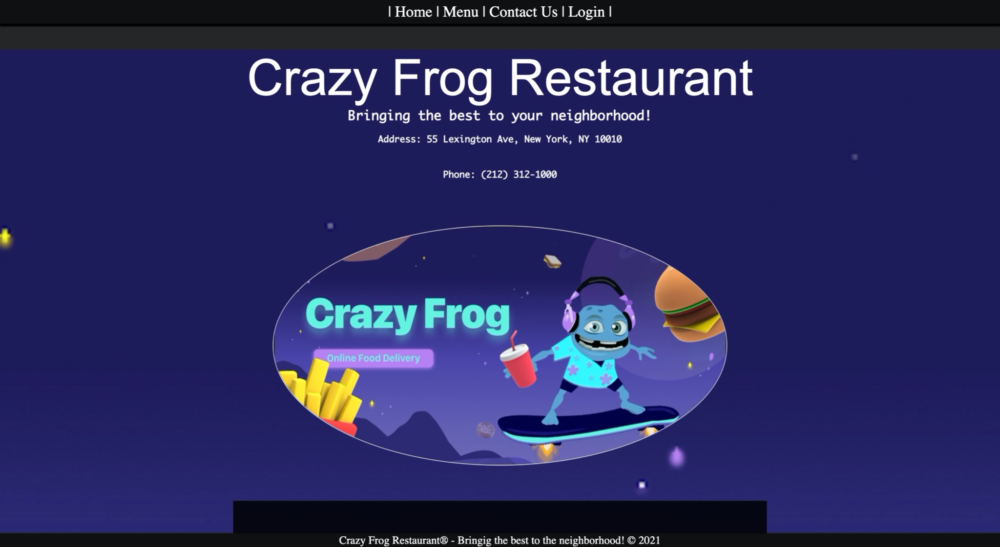 | Home | Menu | Contact Us | Login |
Crazy Frog Restaurant
Bringing the best to your neighborhood!
Address: 55 Lexington Ave, New York, NY 10010
Phone: (212) 312-1000
Crazy Frog
Online Food Delivery
Crazy Frog Restaurant® - Bringig the best to the neighborhood! © 2021